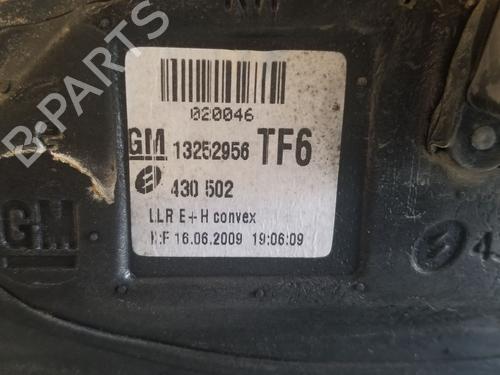 B-PARTS
020046
GM 13252956 TF6
430 502
LLR E+H convex
16.06.2009 19:06:09
GM